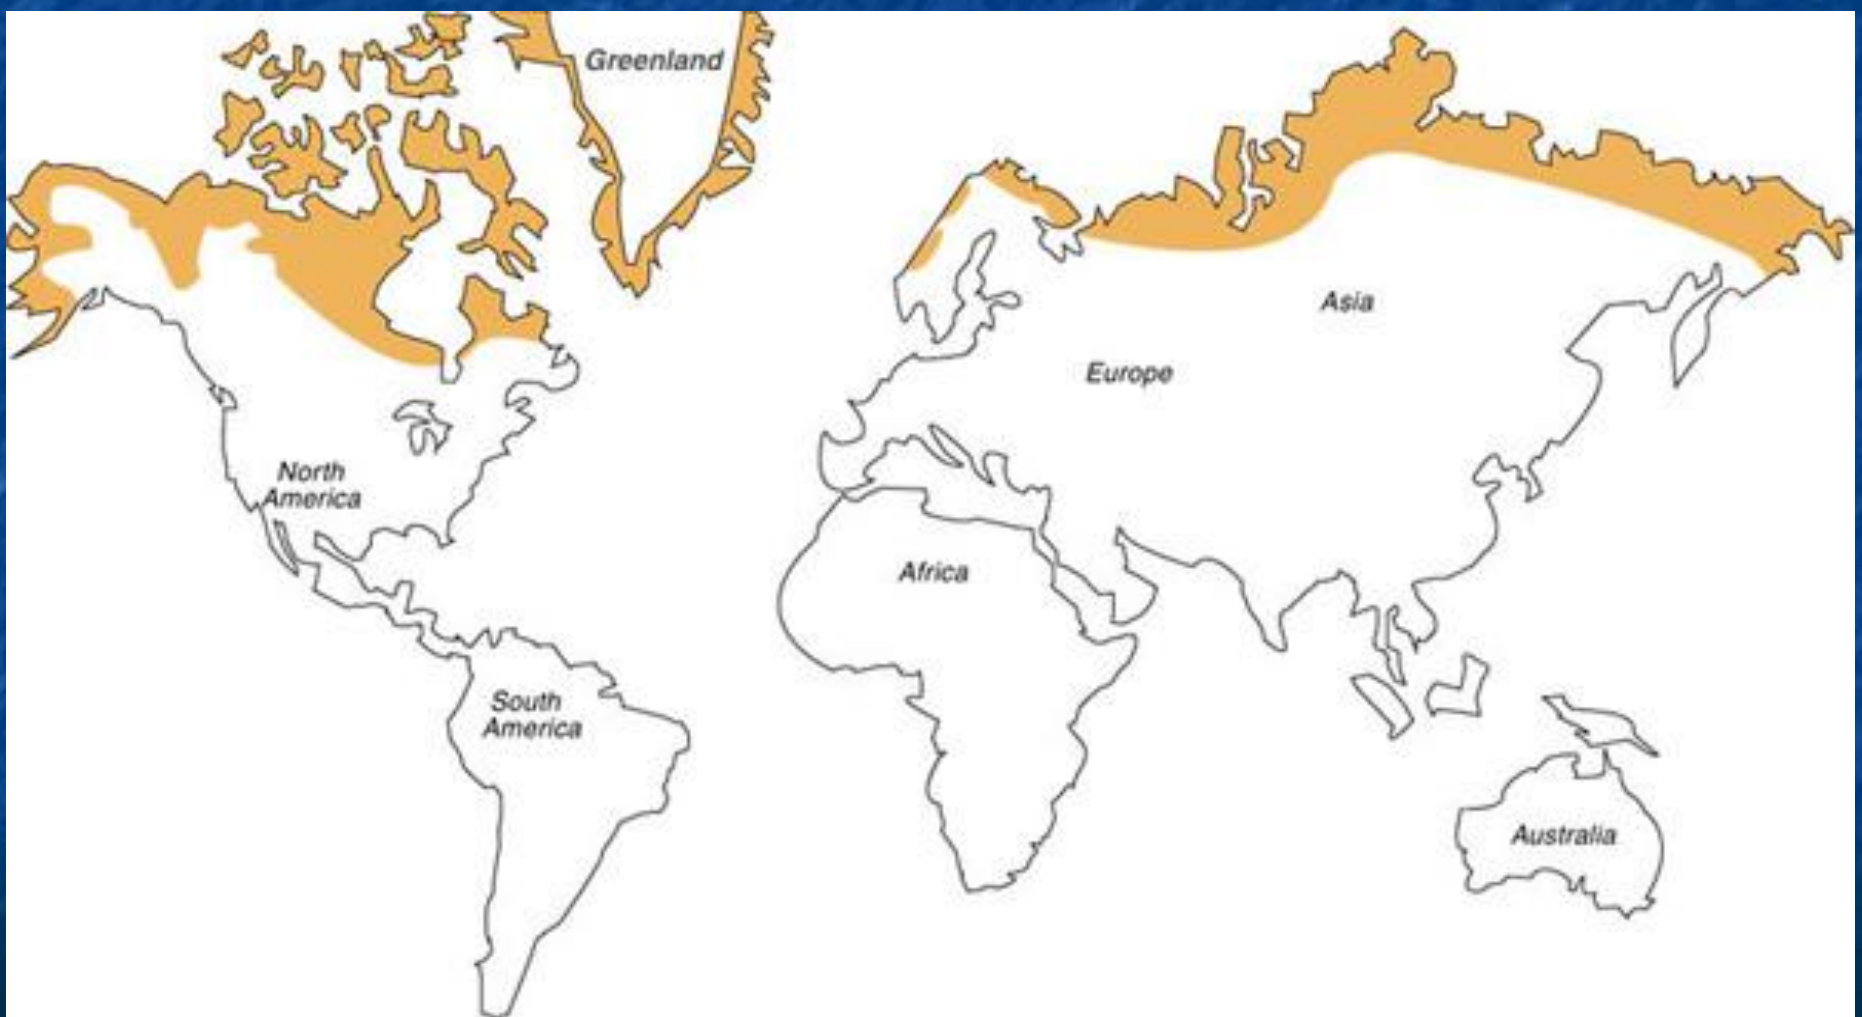 Greenland
Asia
Europe
North
America
Africa
South
America
Australia